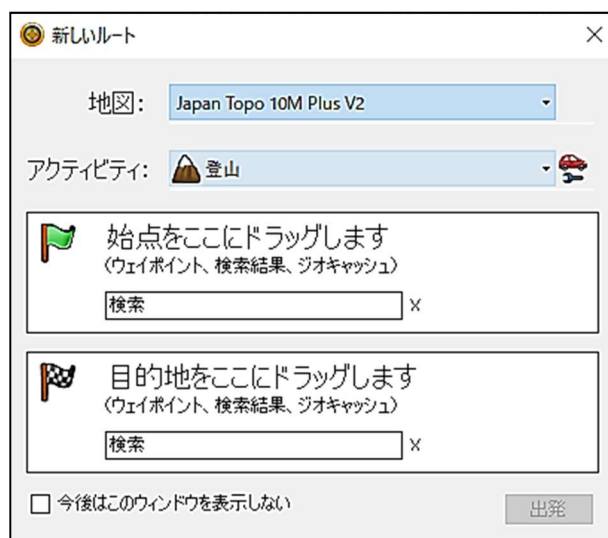 新しいルート
地図: Japan Topo 10M Plus V2
アクティビティ: 登山
始点をここにドラッグします
(ウェイポイント、検索結果、ジオキャッシュ)
検索 X
目的地をここにドラッグします
(ウェイポイント、検索結果、ジオキャッシュ)
検索 X
今後はこのウィンドウを表示しない
出発